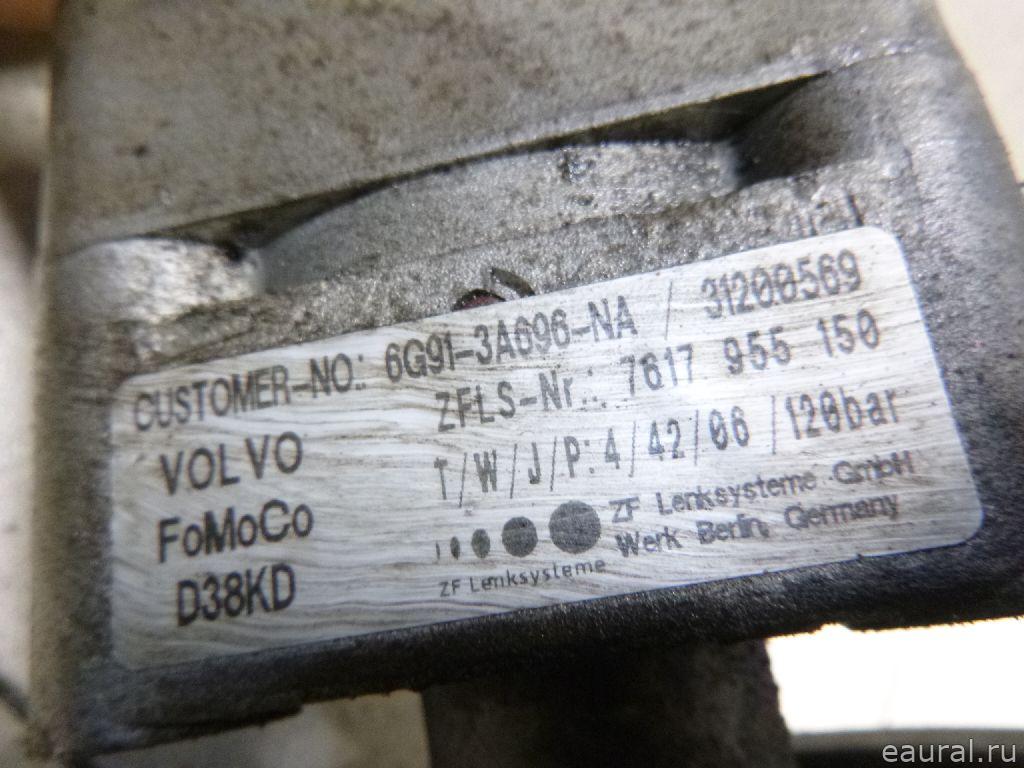 CUSTOMER-NO.: 6G91-3A696-NA / 31200569
VOLVO ZFLS-Nr.: 7617 955 150
FoMoCo T/W/J/P: 4/42/06 /120bar
D38KD ZF Lenksysteme GmbH
Werk Berlin, Germany
ZF Lenksysteme
eaural.ru